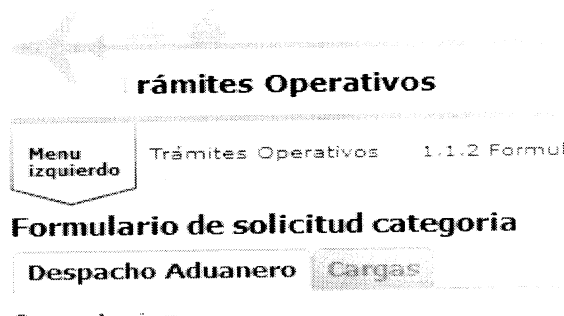 rámites Operativos
Menu
izquierdo
Trámites Operativos 1.1.2 Formul
Formulario de solicitud categoria
Despacho Aduanero Cargas